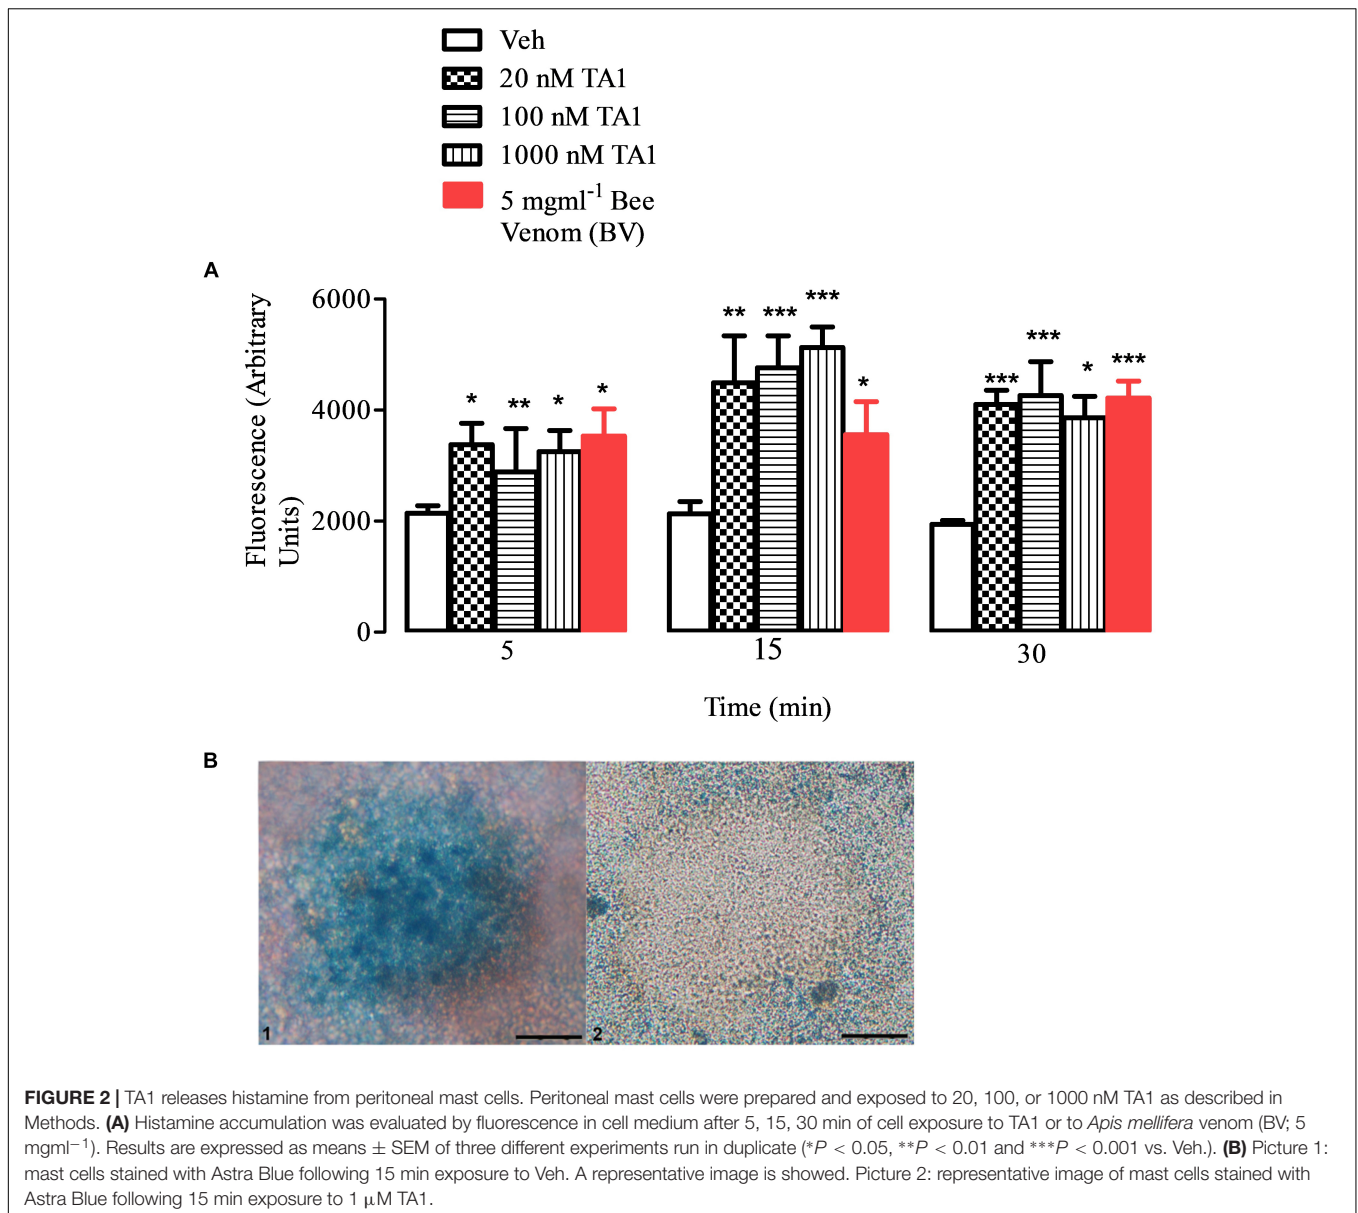 Veh
20 nM TA1
100 nM TA1
1000 nM TA1
5 mgml-1 Bee
Venom (BV)
A
Fluorescence (Arbitrary
Units)
6000
4000
2000
0
* ** * *
** *** *** *
*** *** * ***
5 15 30
Time (min)
B
1 2
FIGURE 2 | TA1 releases histamine from peritoneal mast cells. Peritoneal mast cells were prepared and exposed to 20, 100, or 1000 nM TA1 as described in
Methods. (A) Histamine accumulation was evaluated by fluorescence in cell medium after 5, 15, 30 min of cell exposure to TA1 or to Apis mellifera venom (BV; 5
mgml−1). Results are expressed as means ± SEM of three different experiments run in duplicate (*P < 0.05, **P < 0.01 and ***P < 0.001 vs. Veh.). (B) Picture 1:
mast cells stained with Astra Blue following 15 min exposure to Veh. A representative image is showed. Picture 2: representative image of mast cells stained with
Astra Blue following 15 min exposure to 1 μM TA1.